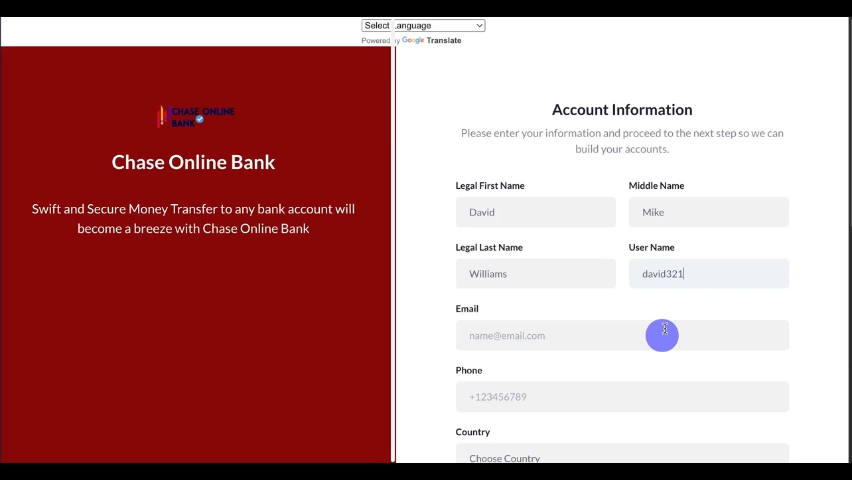 Select Language
Powered by Google Translate
CHASE ONLINE
BANK
Chase Online Bank
Swift and Secure Money Transfer to any bank account will
become a breeze with Chase Online Bank
Account Information
Please enter your information and proceed to the next step so we can
build your accounts.
Legal First Name Middle Name
David Mike
Legal Last Name User Name
Williams david321
Email
name@email.com
Phone
+123456789
Country
Choose Country